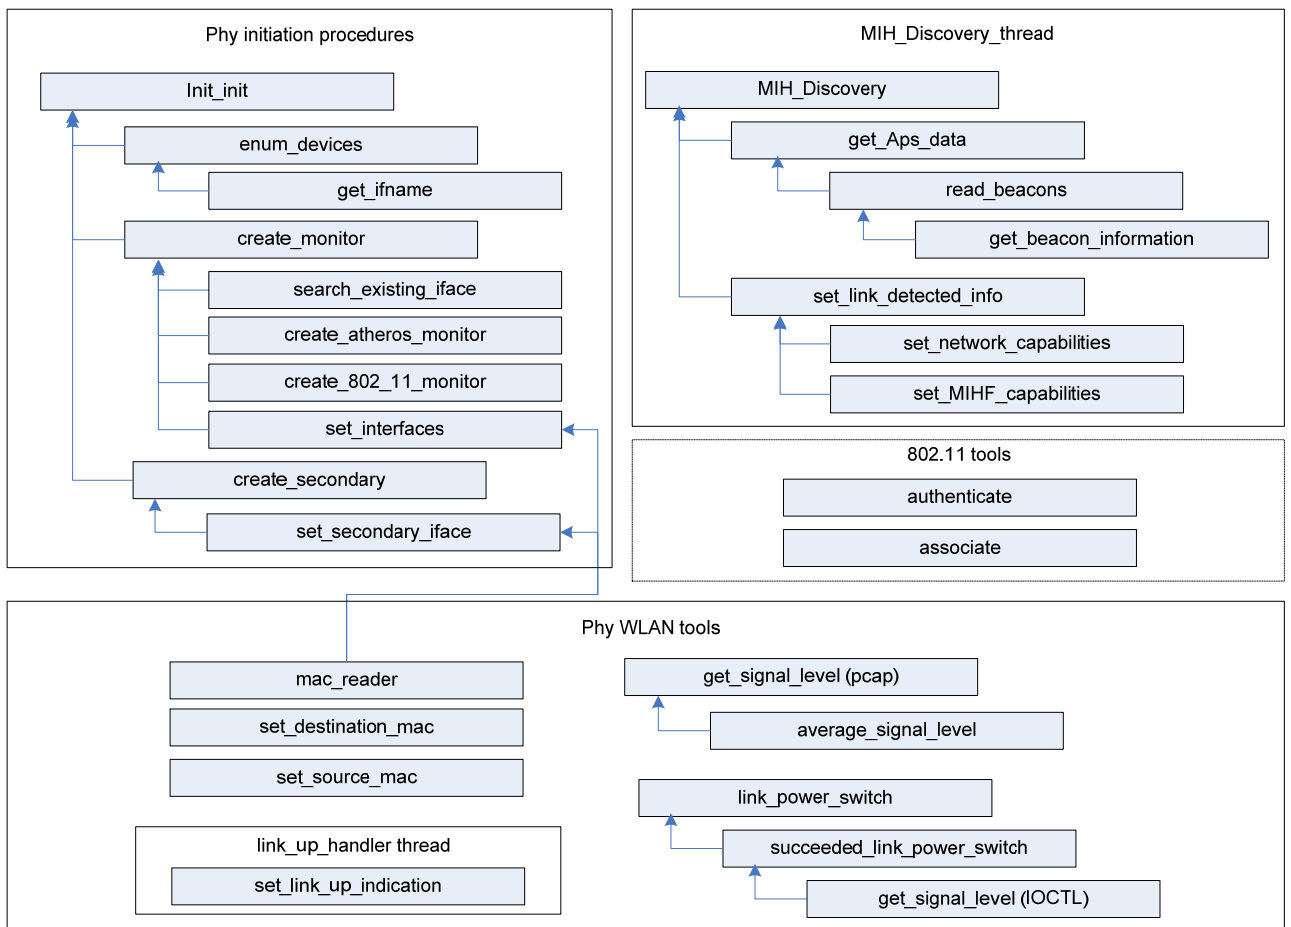 Phy initiation procedures
Init_init
enum_devices
get_ifname
create_monitor
search_existing_iface
create_atheros_monitor
create_802_11_monitor
set_interfaces
create_secondary
set_secondary_iface
MIH_Discovery_thread
MIH_Discovery
get_Aps_data
read_beacons
get_beacon_information
set_link_detected_info
set_network_capabilities
set_MIHF_capabilities
802.11 tools
authenticate
associate
Phy WLAN tools
mac_reader
set_destination_mac
set_source_mac
link_up_handler thread
set_link_up_indication
get_signal_level (pcap)
average_signal_level
link_power_switch
succeeded_link_power_switch
get_signal_level (IOCTL)